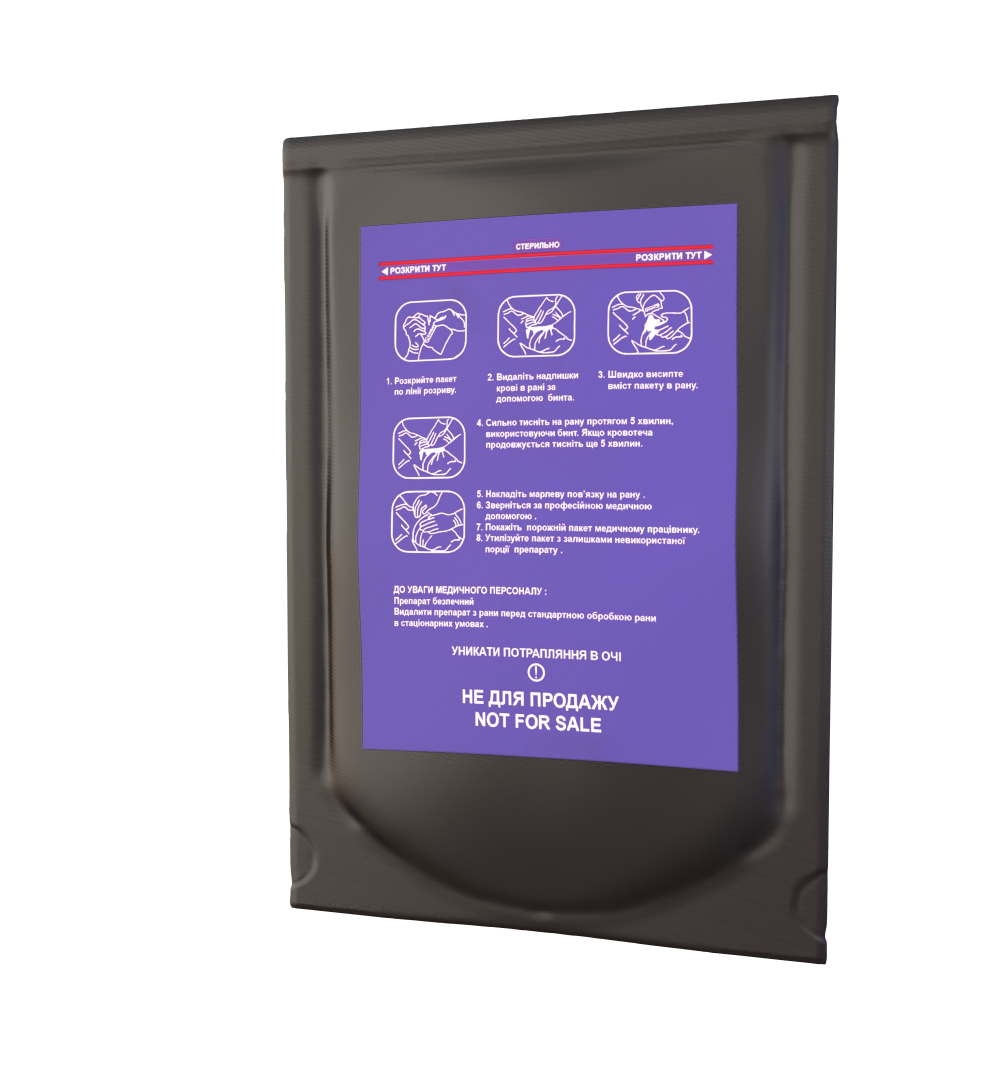 СТЕРИЛЬНО
РОЗКРИТИ ТУТ
РОЗКРИТИ ТУТ
1. Розкрийте пакет
по лінії розриву.
2. Видаліть надлишки
крові в рані за
допомогою бинта.
3. Швидко висипте
вміст пакету в рану.
4. Сильно тисніть на рану протягом 5 хвилин,
використовуючи бинт. Якщо кровотеча
продовжується тисніть ще 5 хвилин.
5. Накладіть марлеву пов'язку на рану .
6. Зверніться за професійною медичною
допомогою .
7. Покажіть порожній пакет медичному працівнику.
8. Утилізуйте пакет з залишками невикористаної
порції препарату .
ДО УВАГИ МЕДИЧНОГО ПЕРСОНАЛУ :
Препарат безпечний
Видалити препарат з рани перед стандартною обробкою рани
в стаціонарних умовах .
УНИКАТИ ПОТРАПЛЯННЯ В ОЧІ
!
НЕ ДЛЯ ПРОДАЖУ
NOT FOR SALE